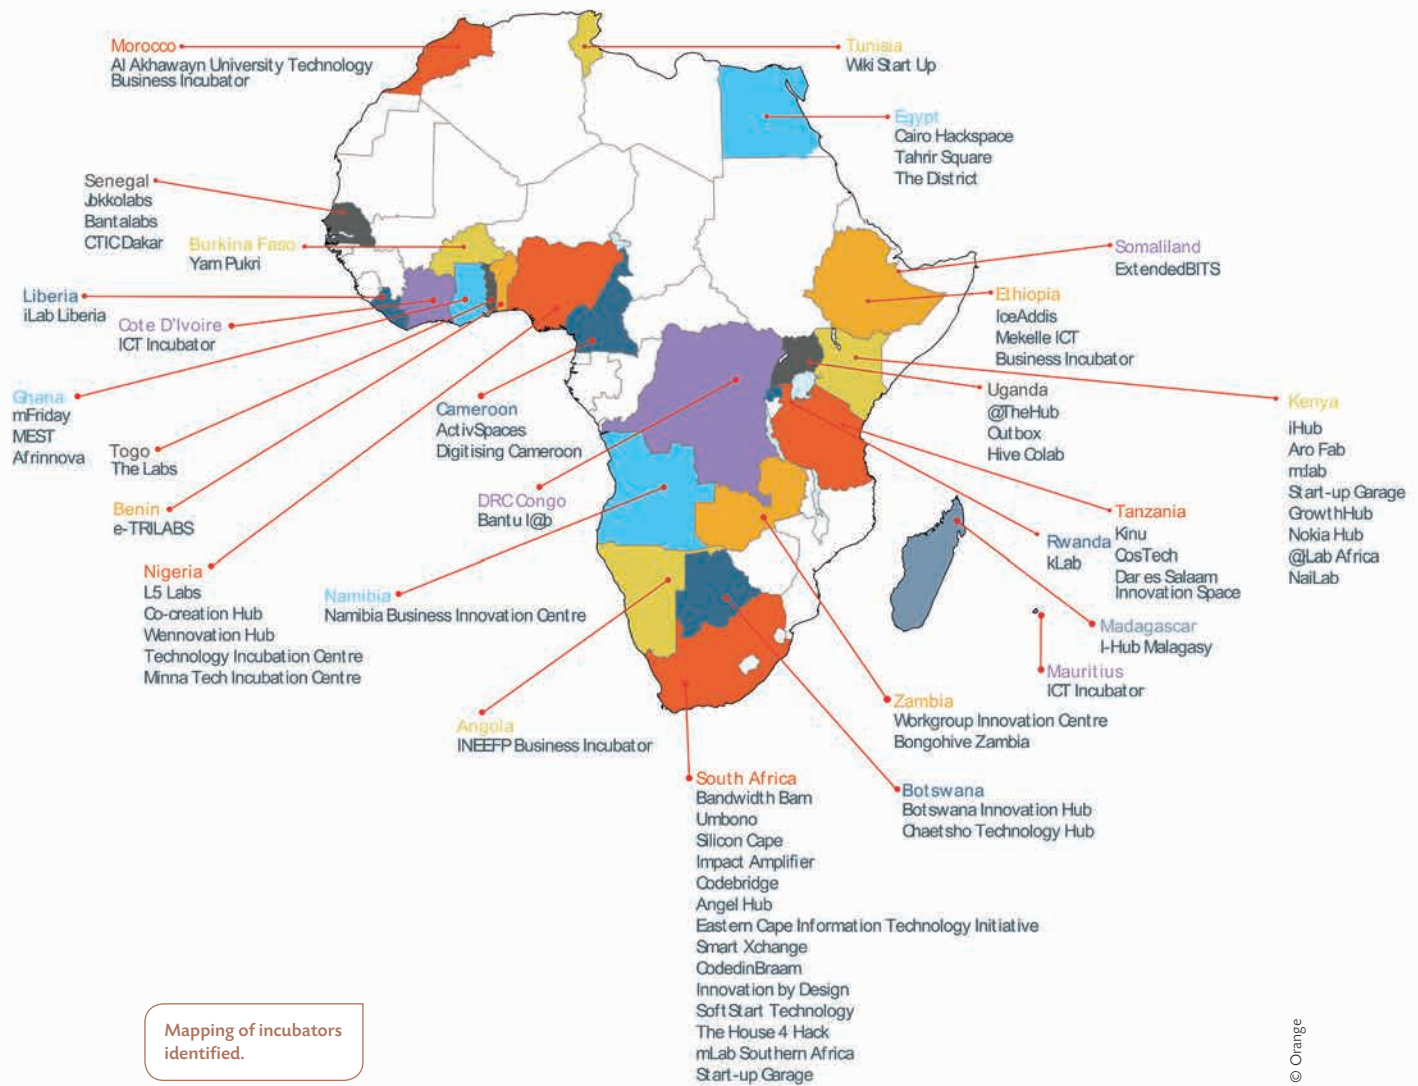 Morocco
Al Akhawayn University Technology
Business Incubator
Tunisia
Wiki Start Up
Egypt
Cairo Hackspace
Tahrir Square
The District
Senegal
Jokkolabs
Bantalabs
CTIC Dakar
Burkina Faso
Yam Pukri
Somaliland
ExtendedBITS
Liberia
iLab Liberia
Cote D'Ivoire
ICT Incubator
Ethiopia
IceAddis
Mekelle ICT
Business Incubator
Ghana
mFriday
MEST
Afrinnova
Togo
The Labs
Cameroon
ActivSpaces
Digitising Cameroon
Uganda
@TheHub
Outbox
Hive Colab
Kenya
iHub
Aro Fab
m:lab
Start-up Garage
GrowthHub
Nokia Hub
@iLab Africa
NaiLab
Benin
e-TRILABS
DRC Congo
Bantu l@b
Tanzania
Kinu
CosTech
Dar es Salaam
Innovation Space
Rwanda
kLab
Nigeria
L5 Labs
Co-creation Hub
Wennovation Hub
Technology Incubation Centre
Minna Tech Incubation Centre
Namibia
Namibia Business Innovation Centre
Madagascar
I-Hub Malagasy
Mauritius
ICT Incubator
Angola
INEEFP Business Incubator
Zambia
Workgroup Innovation Centre
Bongohive Zambia
South Africa
Bandwidth Barn
Umbono
Silicon Cape
Impact Amplifier
Codebridge
Angel Hub
Eastern Cape Information Technology Initiative
Smart Xchange
CodedinBraam
Innovation by Design
SoftStart Technology
The House 4 Hack
mLab Southern Africa
Start-up Garage
Botswana
Botswana Innovation Hub
Chaetsho Technology Hub
Mapping of incubators
identified.
© Orange